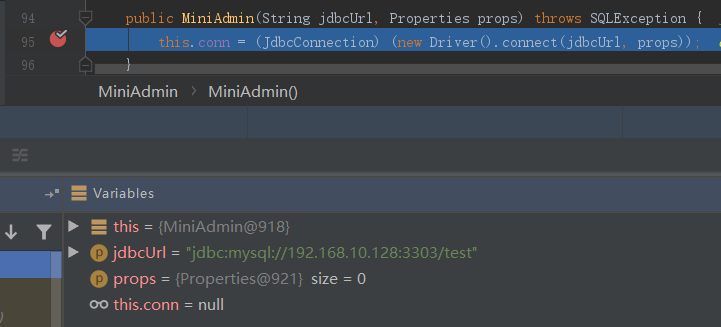 94 public MiniAdmin(String jdbcUrl, Properties props) throws SQLException {
95 this.conn = (JdbcConnection) (new Driver().connect(jdbcUrl, props));
96 }
MiniAdmin > MiniAdmin()
Variables
this = {MiniAdmin@918}
p jdbcUrl = "jdbc:mysql://192.168.10.128:3303/test"
p props = {Properties@921} size = 0
this.conn = null
)